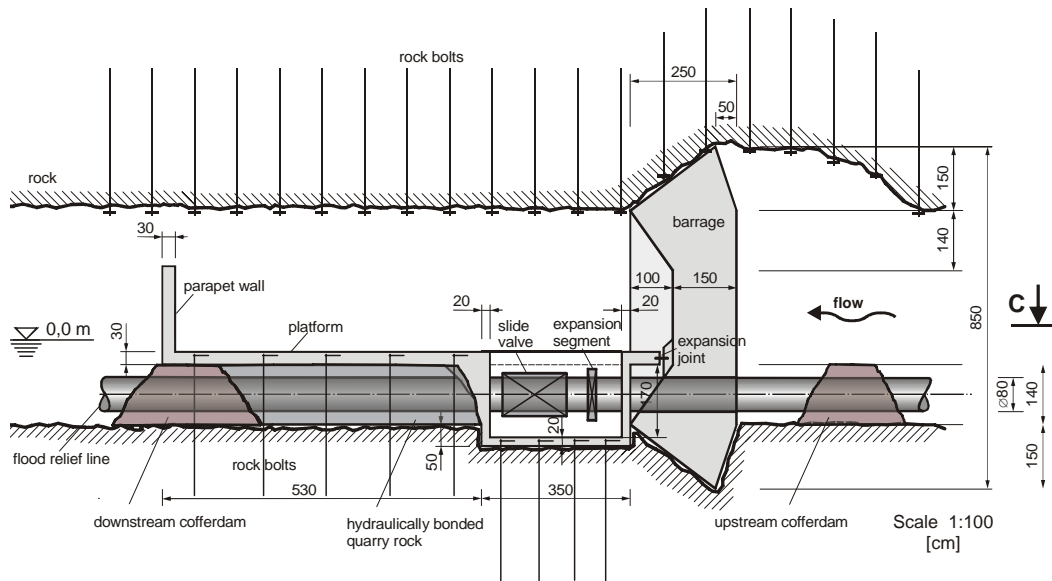 rock bolts
250
50
rock
150
30
barrage
140
parapet wall
100
150
20
20
flow
C
850
0,0 m
30
platform
slide
valve
expansion
segment
expansion
joint
170
⌀80
140
20
flood relief line
rock bolts
50
150
530
350
downstream cofferdam
hydraulically bonded
quarry rock
upstream cofferdam
Scale 1:100
[cm]